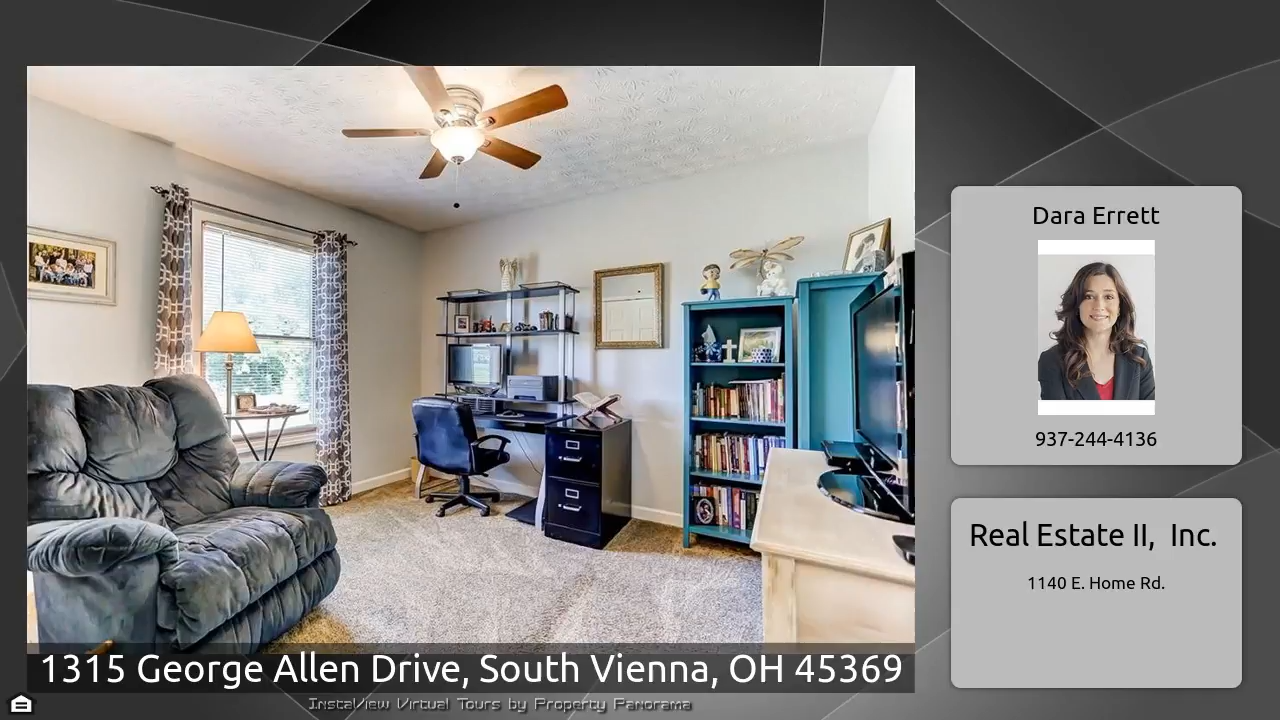 Dara Errett
937-244-4136
Real Estate II, Inc.
1140 E. Home Rd.
1315 George Allen Drive, South Vienna, OH 45369
InstaView Virtual Tours by Property Panorama